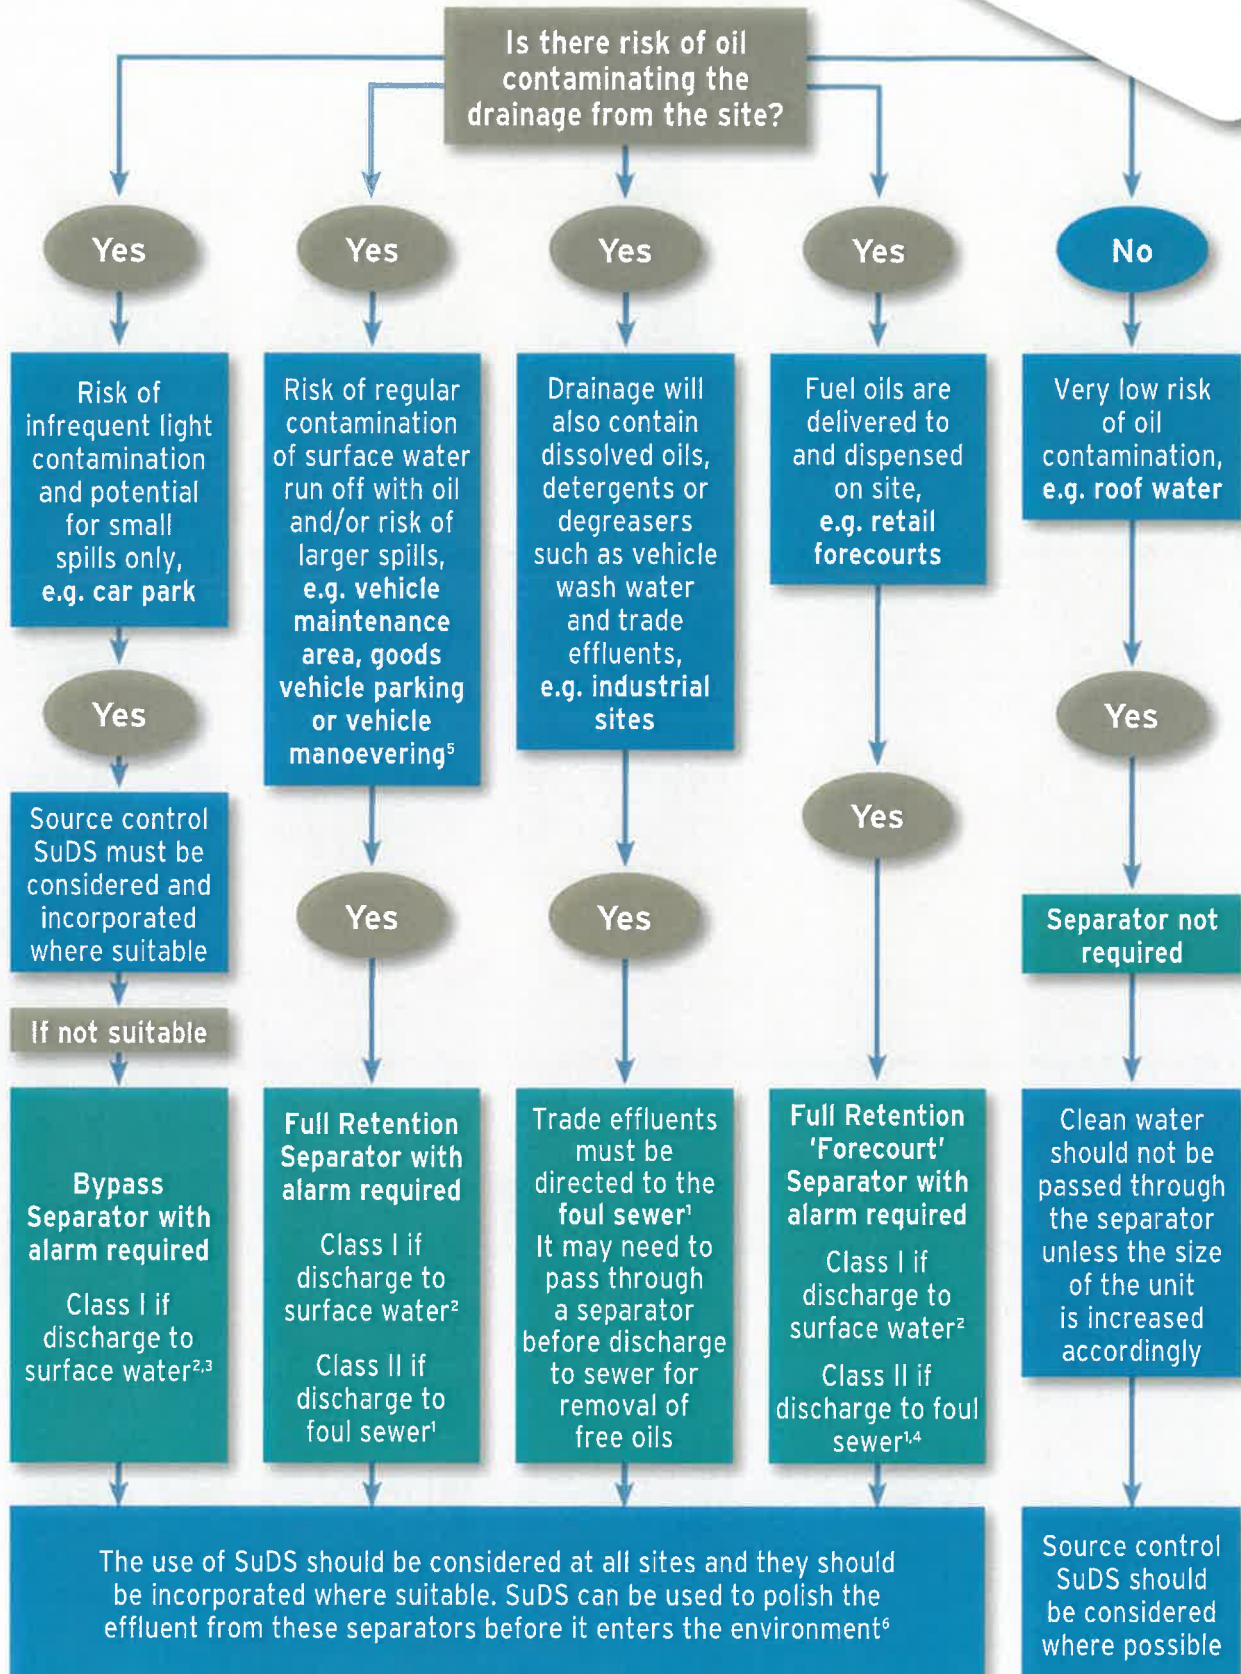 Is there risk of oil
contaminating the
drainage from the site?
Yes
Yes
Yes
Yes
No
Risk of
infrequent light
contamination
and potential
for small
spills only,
e.g. car park
Risk of regular
contamination
of surface water
run off with oil
and/or risk of
larger spills,
e.g. vehicle
maintenance
area, goods
vehicle parking
or vehicle
manoevering⁵
Drainage will
also contain
dissolved oils,
detergents or
degreasers
such as vehicle
wash water
and trade
effluents,
e.g. industrial
sites
Fuel oils are
delivered to
and dispensed
on site,
e.g. retail
forecourts
Very low risk
of oil
contamination,
e.g. roof water
Yes
Yes
Yes
Yes
Yes
Source control
SuDS must be
considered and
incorporated
where suitable
Separator not
required
If not suitable
Bypass
Separator with
alarm required
Class I if
discharge to
surface water²,³
Full Retention
Separator with
alarm required
Class I if
discharge to
surface water²
Class II if
discharge to
foul sewer¹
Trade effluents
must be
directed to the
foul sewer¹
It may need to
pass through
a separator
before discharge
to sewer for
removal of
free oils
Full Retention
'Forecourt'
Separator with
alarm required
Class I if
discharge to
surface water²
Class II if
discharge to foul
sewer¹,⁴
Clean water
should not be
passed through
the separator
unless the size
of the unit
is increased
accordingly
The use of SuDS should be considered at all sites and they should
be incorporated where suitable. SuDS can be used to polish the
effluent from these separators before it enters the environment⁶
Source control
SuDS should
be considered
where possible